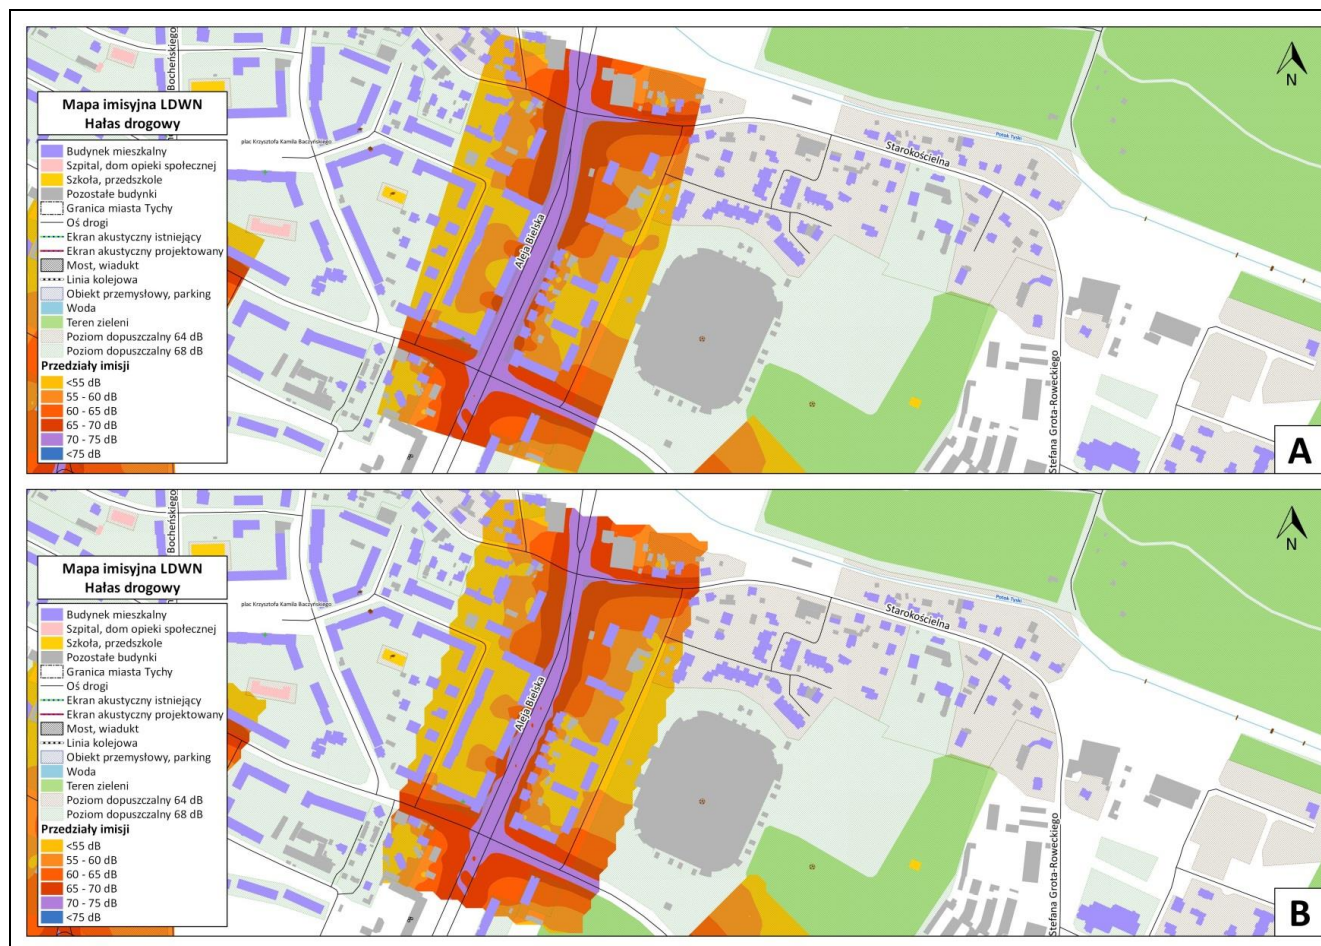 Bocheńskiego
Mapa imisyjna LDWN
Hałas drogowy
Budynek mieszkalny
Szpital, dom opieki społecznej
Szkoła, przedszkole
Pozostałe budynki
Granica miasta Tychy
Oś drogi
Ekran akustyczny istniejący
Ekran akustyczny projektowany
Most, wiadukt
Linia kolejowa
Obiekt przemysłowy, parking
Woda
Teren zieleni
Poziom dopuszczalny 64 dB
Poziom dopuszczalny 68 dB
Przedziały imisji
<55 dB
55 - 60 dB
60 - 65 dB
65 - 70 dB
70 - 75 dB
<75 dB
plac Krzysztofa Kamila Baczyńskiego
Aleja Bielska
Starokościelna
Potok Tyski
Stefana Grota-Roweckiego
N
A
Bocheńskiego
Mapa imisyjna LDWN
Hałas drogowy
Budynek mieszkalny
Szpital, dom opieki społecznej
Szkoła, przedszkole
Pozostałe budynki
Granica miasta Tychy
Oś drogi
Ekran akustyczny istniejący
Ekran akustyczny projektowany
Most, wiadukt
Linia kolejowa
Obiekt przemysłowy, parking
Woda
Teren zieleni
Poziom dopuszczalny 64 dB
Poziom dopuszczalny 68 dB
Przedziały imisji
<55 dB
55 - 60 dB
60 - 65 dB
65 - 70 dB
70 - 75 dB
<75 dB
plac Krzysztofa Kamila Baczyńskiego
Aleja Bielska
Starokościelna
Potok Tyski
Stefana Grota-Roweckiego
N
B